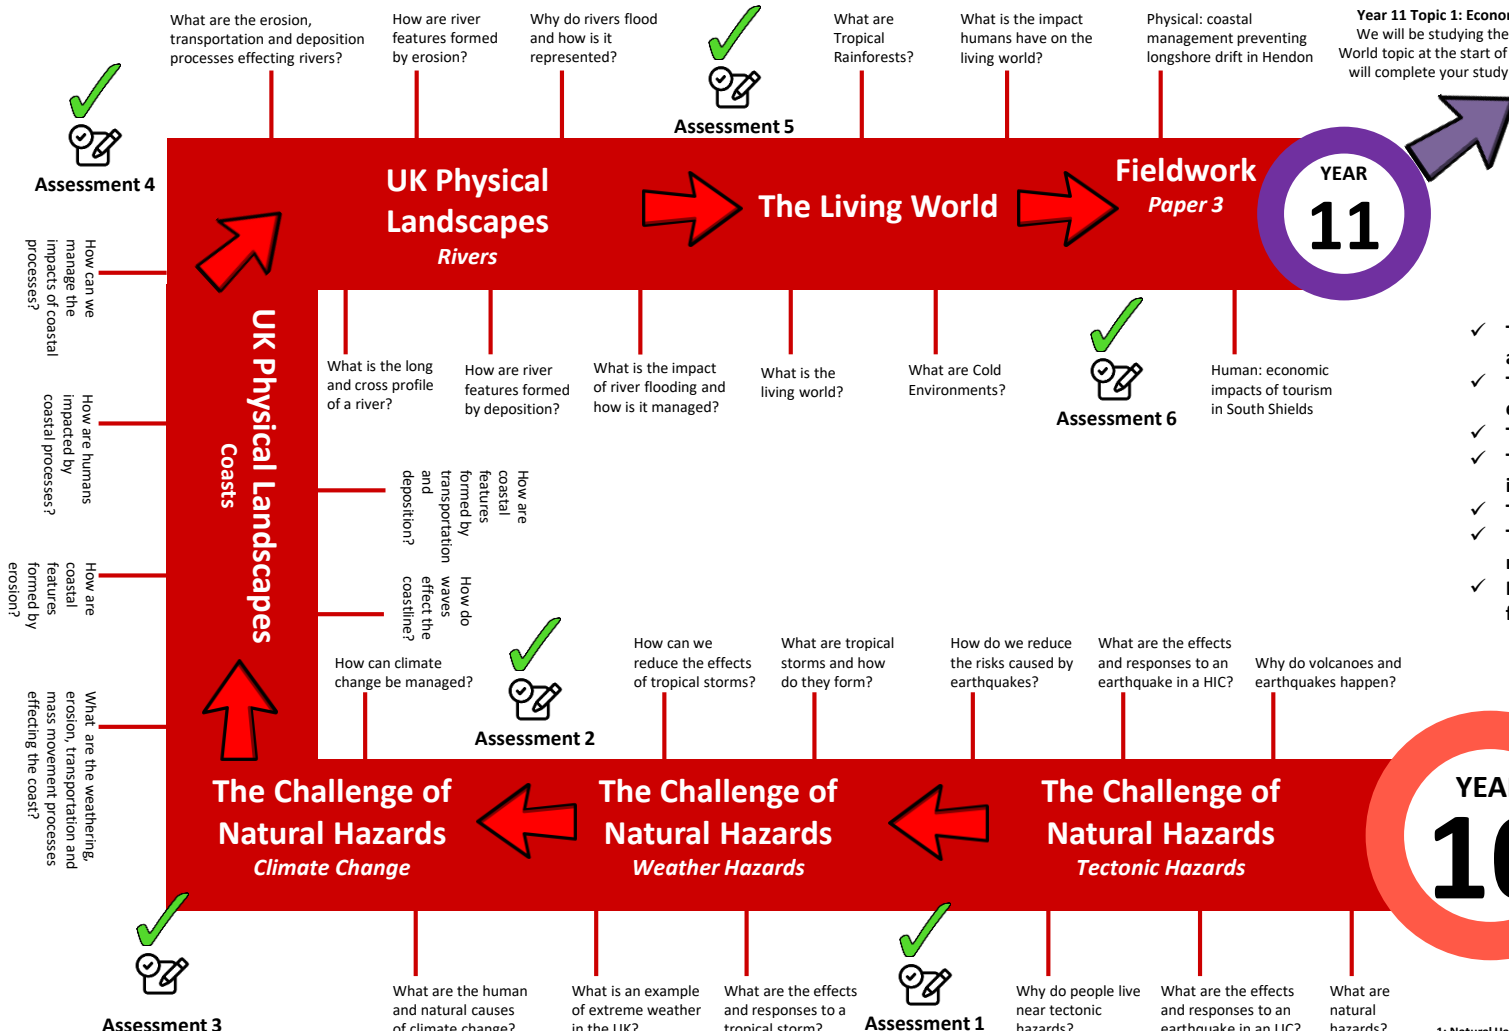 What are the erosion,
transportation and deposition
processes effecting rivers?
How are river
features formed
by erosion?
Why do rivers flood
and how is it
represented?
What are
Tropical
Rainforests?
What is the impact
humans have on the
living world?
Physical: coastal
management preventing
longshore drift in Hendon
Year 11 Topic 1:
We will be studying the
World topic at the start of
will complete your study
Assessment 5
Assessment 4
UK Physical
Landscapes
Rivers
The Living World
Fieldwork
Paper 3
YEAR
11
How can we
manage the
impacts of coastal
processes?
How are humans
impacted by
coastal processes?
How are
coastal
features
formed by
erosion?
What are the weathering,
erosion, transportation and
mass movement processes
effecting the coast?
UK Physical Landscapes
Coasts
What is the long
and cross profile
of a river?
How are river
features formed
by deposition?
What is the impact
of river flooding and
how is it managed?
What is the
living world?
What are Cold
Environments?
Assessment 6
Human: economic
impacts of tourism
in South Shields
How are
coastal
features
formed by
transportation
and
deposition?
How do
waves
effect the
coastline?
How can climate
change be managed?
Assessment 2
How can we
reduce the effects
of tropical storms?
What are tropical
storms and how
do they form?
How do we reduce
the risks caused by
earthquakes?
What are the effects
and responses to an
earthquake in a HIC?
Why do volcanoes and
earthquakes happen?
The Challenge of
Natural Hazards
Climate Change
The Challenge of
Natural Hazards
Weather Hazards
The Challenge of
Natural Hazards
Tectonic Hazards
10
Assessment 3
What are the human
and natural causes
of climate change?
What is an example
of extreme weather
in the UK?
What are the effects
and responses to a
tropical storm?
Assessment 1
Why do people live
near tectonic
hazards?
What are the effects
and responses to an
earthquake in an LIC?
What are
natural
hazards?